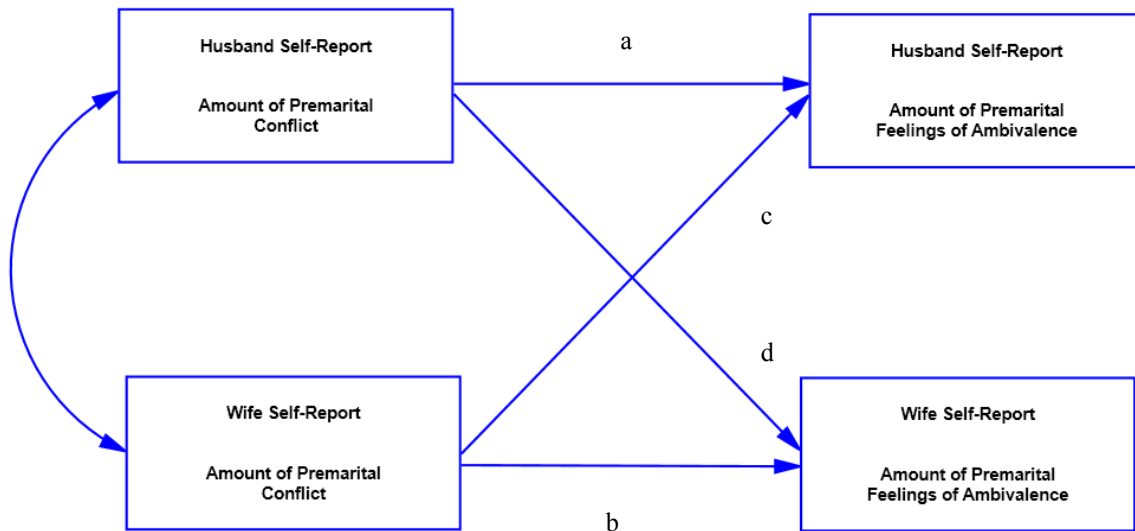 Husband Self-Report
Amount of Premarital
Conflict
a
Husband Self-Report
Amount of Premarital
Feelings of Ambivalence
c
d
Wife Self-Report
Amount of Premarital
Conflict
b
Wife Self-Report
Amount of Premarital
Feelings of Ambivalence